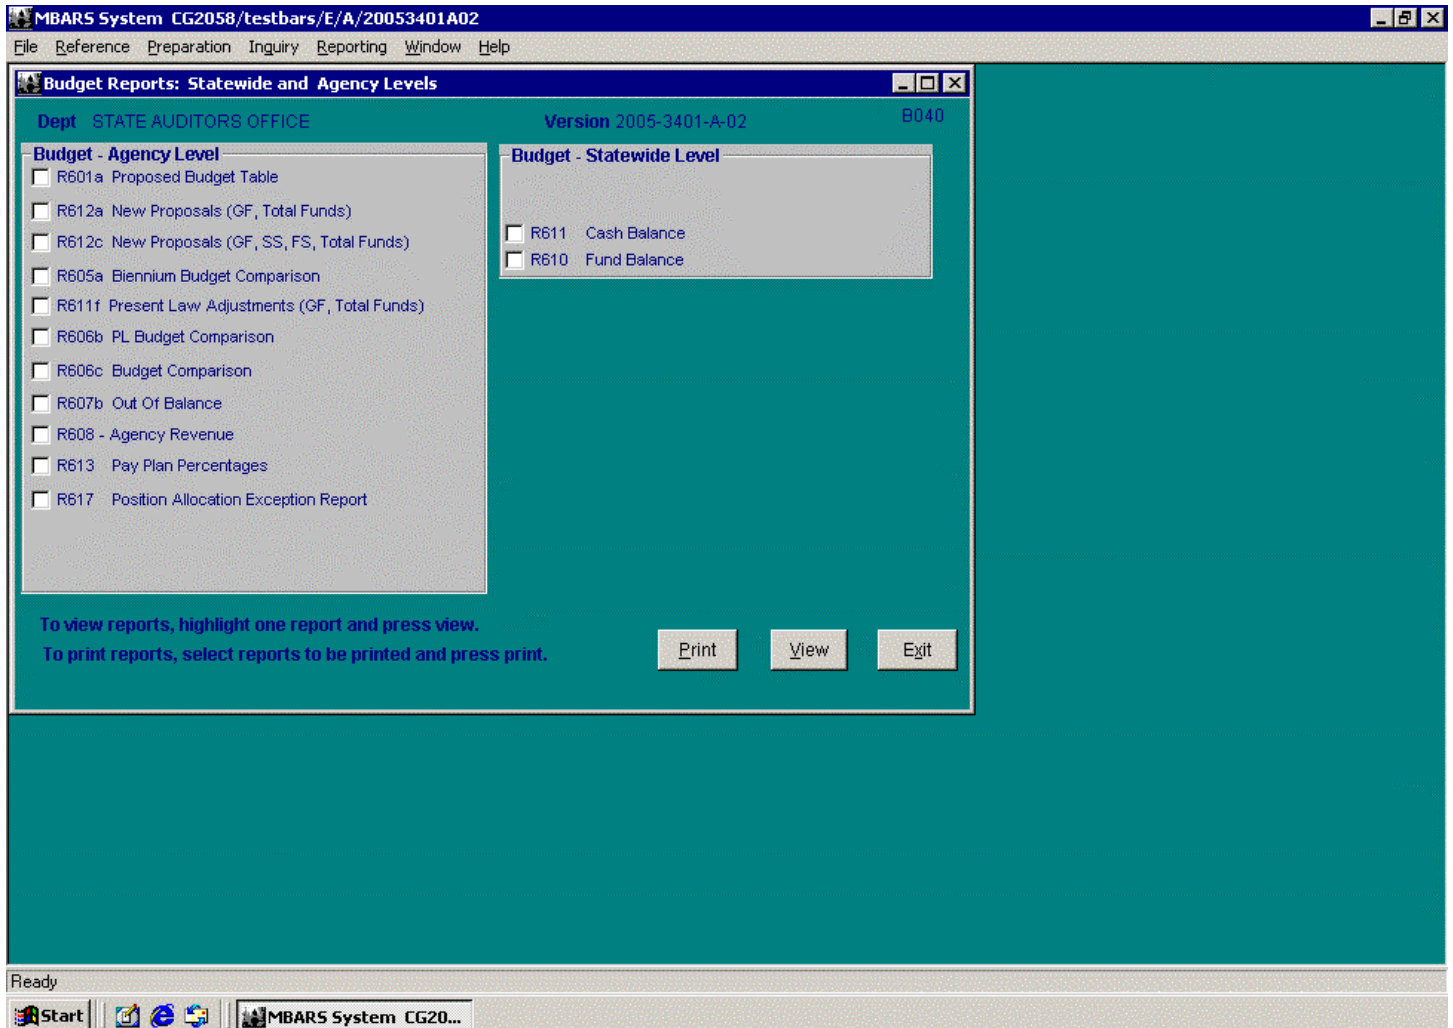 MBARS System CG2058/testbars/E/A/20053401A02
File Reference Preparation Inquiry Reporting Window Help
Budget Reports: Statewide and Agency Levels
Dept STATE AUDITORS OFFICE Version 2005-3401-A-02 B040
Budget - Agency Level
R601a Proposed Budget Table
R612a New Proposals (GF, Total Funds)
R612c New Proposals (GF, SS, FS, Total Funds)
R605a Biennium Budget Comparison
R611f Present Law Adjustments (GF, Total Funds)
R606b PL Budget Comparison
R606c Budget Comparison
R607b Out Of Balance
R608 - Agency Revenue
R613 Pay Plan Percentages
R617 Position Allocation Exception Report
Budget - Statewide Level
R611 Cash Balance
R610 Fund Balance
To view reports, highlight one report and press view.
To print reports, select reports to be printed and press print.
Print View Exit
Ready
Start MBARS System CG20...